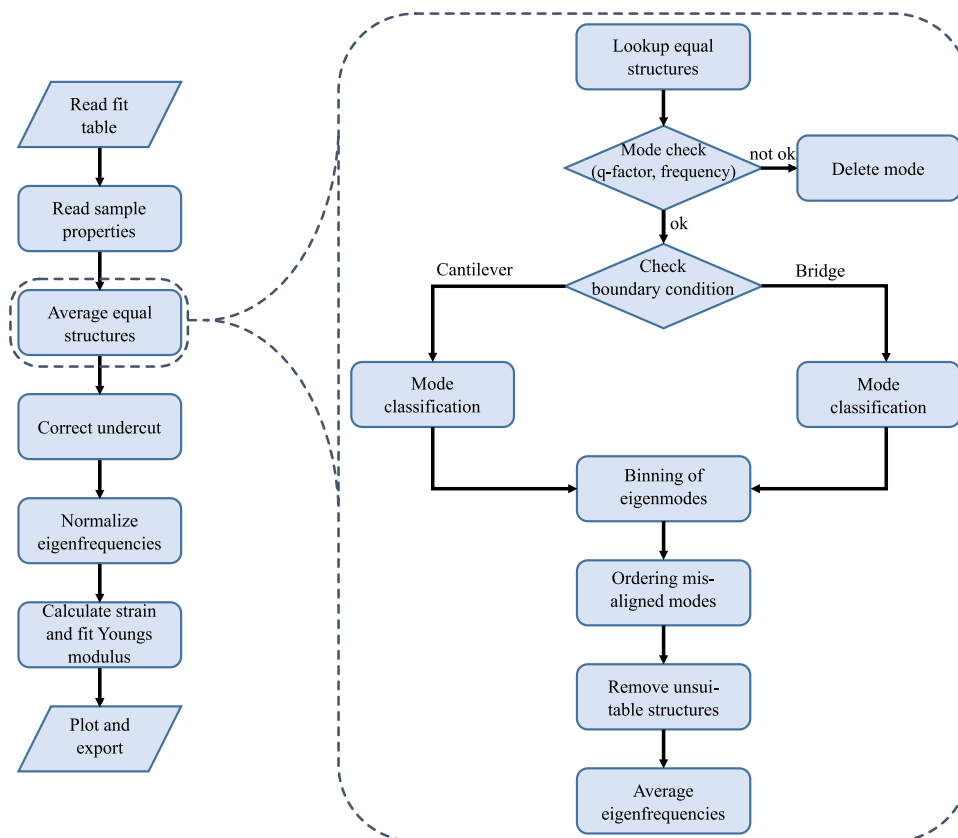 Read fit
table
Read sample
properties
Average equal
structures
Correct undercut
Normalize
eigenfrequencies
Calculate strain
and fit Youngs
modulus
Plot and
export
Lookup equal
structures
Mode check
(q-factor, frequency)
not ok
Delete mode
ok
Check
boundary condition
Cantilever
Bridge
Mode
classification
Mode
classification
Binning of
eigenmodes
Ordering mis-
aligned modes
Remove unsui-
table structures
Average
eigenfrequencies